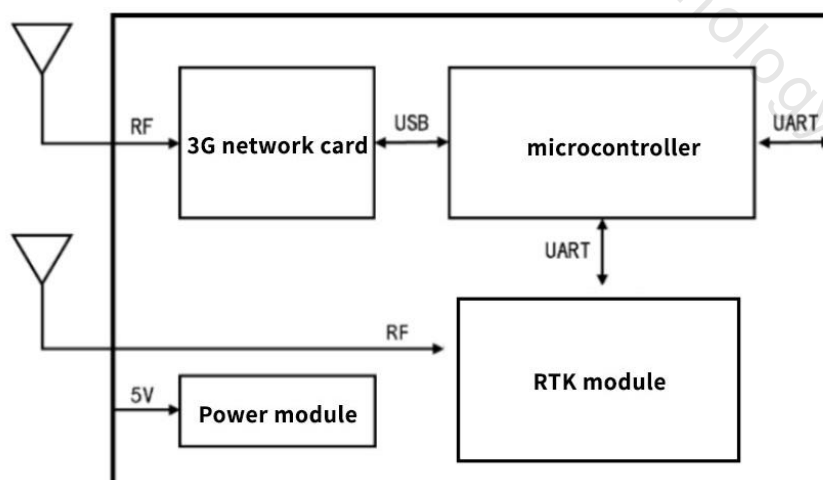 RF
3G network card
USB
microcontroller
UART
UART
RF
RTK module
5V
Power module